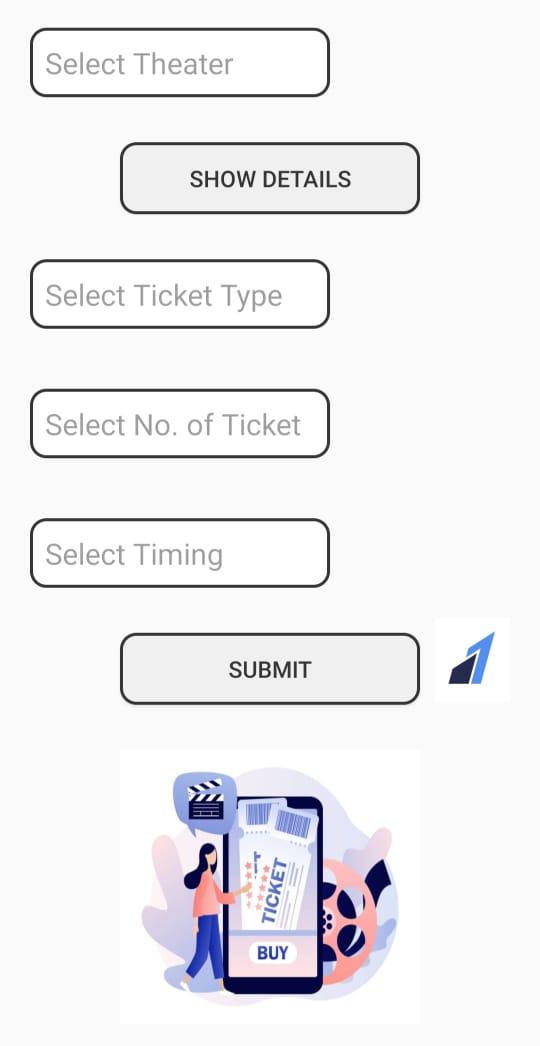 Select Theater
SHOW DETAILS
Select Ticket Type
Select No. of Ticket
Select Timing
SUBMIT
TICKET
BUY